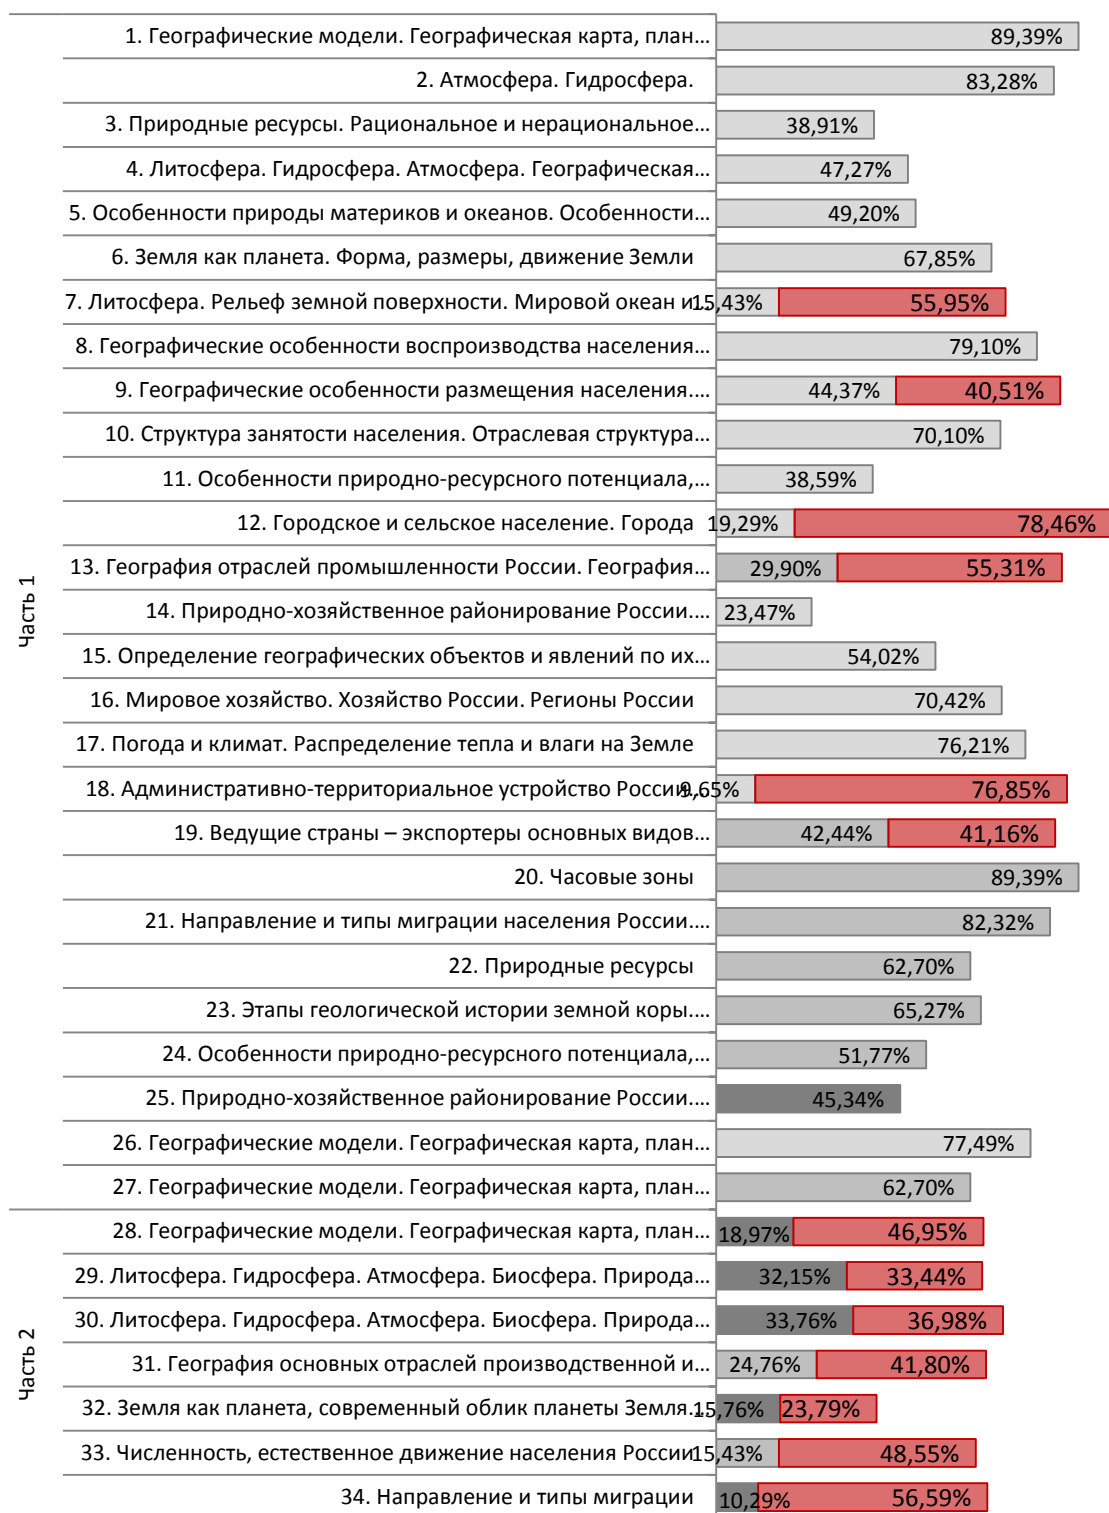 Часть 1
1. Географические модели. Географическая карта, план... 89,39%
2. Атмосфера. Гидросфера. 83,28%
3. Природные ресурсы. Рациональное и нерациональное... 38,91%
4. Литосфера. Гидросфера. Атмосфера. Географическая... 47,27%
5. Особенности природы материков и океанов. Особенности... 49,20%
6. Земля как планета. Форма, размеры, движение Земли 67,85%
7. Литосфера. Рельеф земной поверхности. Мировой океан и... 15,43% 55,95%
8. Географические особенности воспроизводства населения... 79,10%
9. Географические особенности размещения населения.... 44,37% 40,51%
10. Структура занятости населения. Отраслевая структура... 70,10%
11. Особенности природно-ресурсного потенциала,... 38,59%
12. Городское и сельское население. Города 19,29% 78,46%
13. География отраслей промышленности России. География... 29,90% 55,31%
14. Природно-хозяйственное районирование России.... 23,47%
15. Определение географических объектов и явлений по их... 54,02%
16. Мировое хозяйство. Хозяйство России. Регионы России 70,42%
17. Погода и климат. Распределение тепла и влаги на Земле 76,21%
18. Административно-территориальное устройство России... 9,65% 76,85%
19. Ведущие страны – экспортеры основных видов... 42,44% 41,16%
20. Часовые зоны 89,39%
21. Направление и типы миграции населения России.... 82,32%
22. Природные ресурсы 62,70%
23. Этапы геологической истории земной коры.... 65,27%
24. Особенности природно-ресурсного потенциала,... 51,77%
25. Природно-хозяйственное районирование России.... 45,34%
26. Географические модели. Географическая карта, план... 77,49%
27. Географические модели. Географическая карта, план... 62,70%
Часть 2
28. Географические модели. Географическая карта, план... 18,97% 46,95%
29. Литосфера. Гидросфера. Атмосфера. Биосфера. Природа... 32,15% 33,44%
30. Литосфера. Гидросфера. Атмосфера. Биосфера. Природа... 33,76% 36,98%
31. География основных отраслей производственной и... 24,76% 41,80%
32. Земля как планета, современный облик планеты Земля... 15,76% 23,79%
33. Численность, естественное движение населения России 15,43% 48,55%
34. Направление и типы миграции 10,29% 56,59%